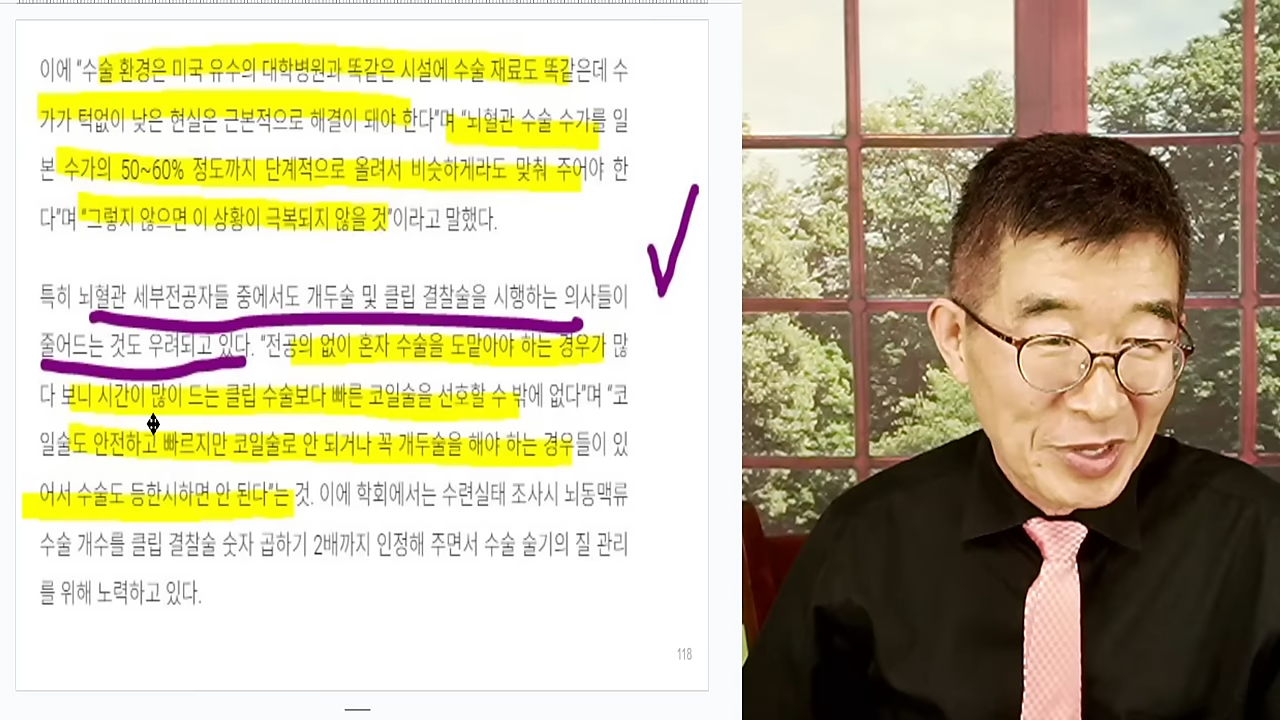 이에 “수술 환경은 미국 유수의 대학병원과 똑같은 시설에 수술 재료도 똑같은데 수
가가 턱없이 낮은 현실은 근본적으로 해결이 돼야 한다”며 “뇌혈관 수술 수가를 일
본 수가의 50~60% 정도까지 단계적으로 올려서 비슷하게라도 맞춰 주어야 한
다”며 “그렇지 않으면 이 상황이 극복되지 않을 것”이라고 말했다.
특히 뇌혈관 세부전공자들 중에서도 개두술 및 클립 결찰술을 시행하는 의사들이
줄어드는 것도 우려되고 있다. “전공의 없이 혼자 수술을 도맡아야 하는 경우가 많
다 보니 시간이 많이 드는 클립 수술보다 빠른 코일술을 선호할 수 밖에 없다”며 “코
일술도 안전하고 빠르지만 코일술로 안 되거나 꼭 개두술을 해야 하는 경우들이 있
어서 수술도 등한시하면 안 된다”는 것. 이에 학회에서는 수련실태 조사시 뇌동맥류
수술 개수를 클립 결찰술 숫자 곱하기 2배까지 인정해 주면서 수술 술기의 질 관리
를 위해 노력하고 있다.
118